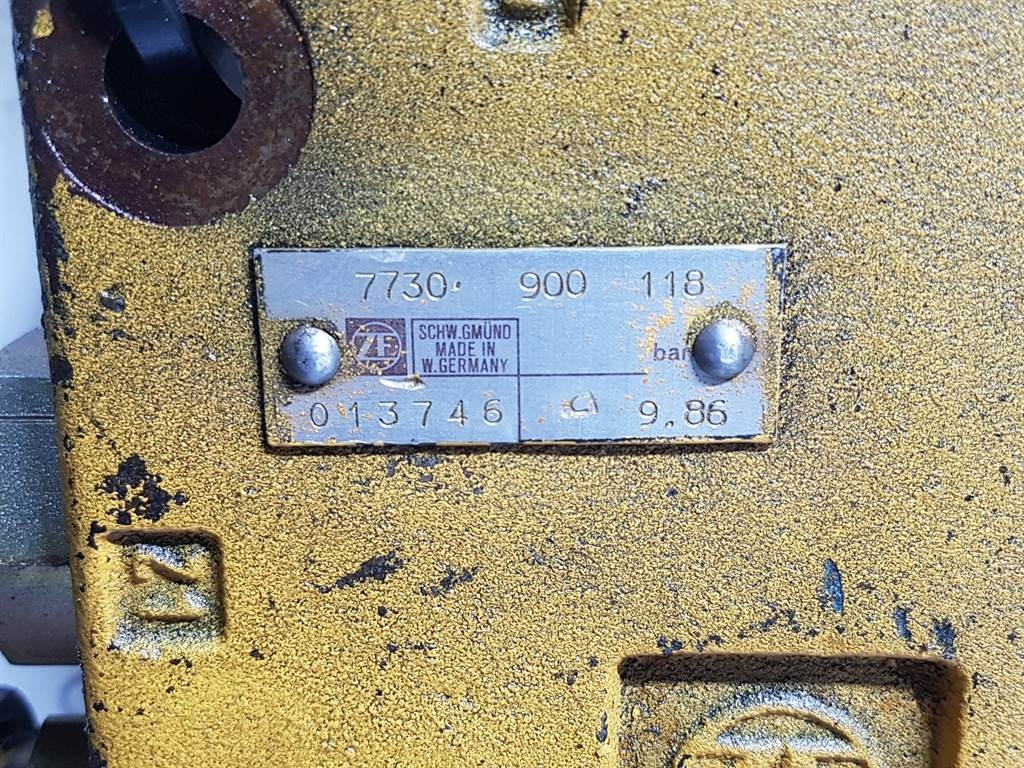 7730. 900 118
ZF
SCHW.GMÜND
MADE IN
W.GERMANY
bar
013746
9.86